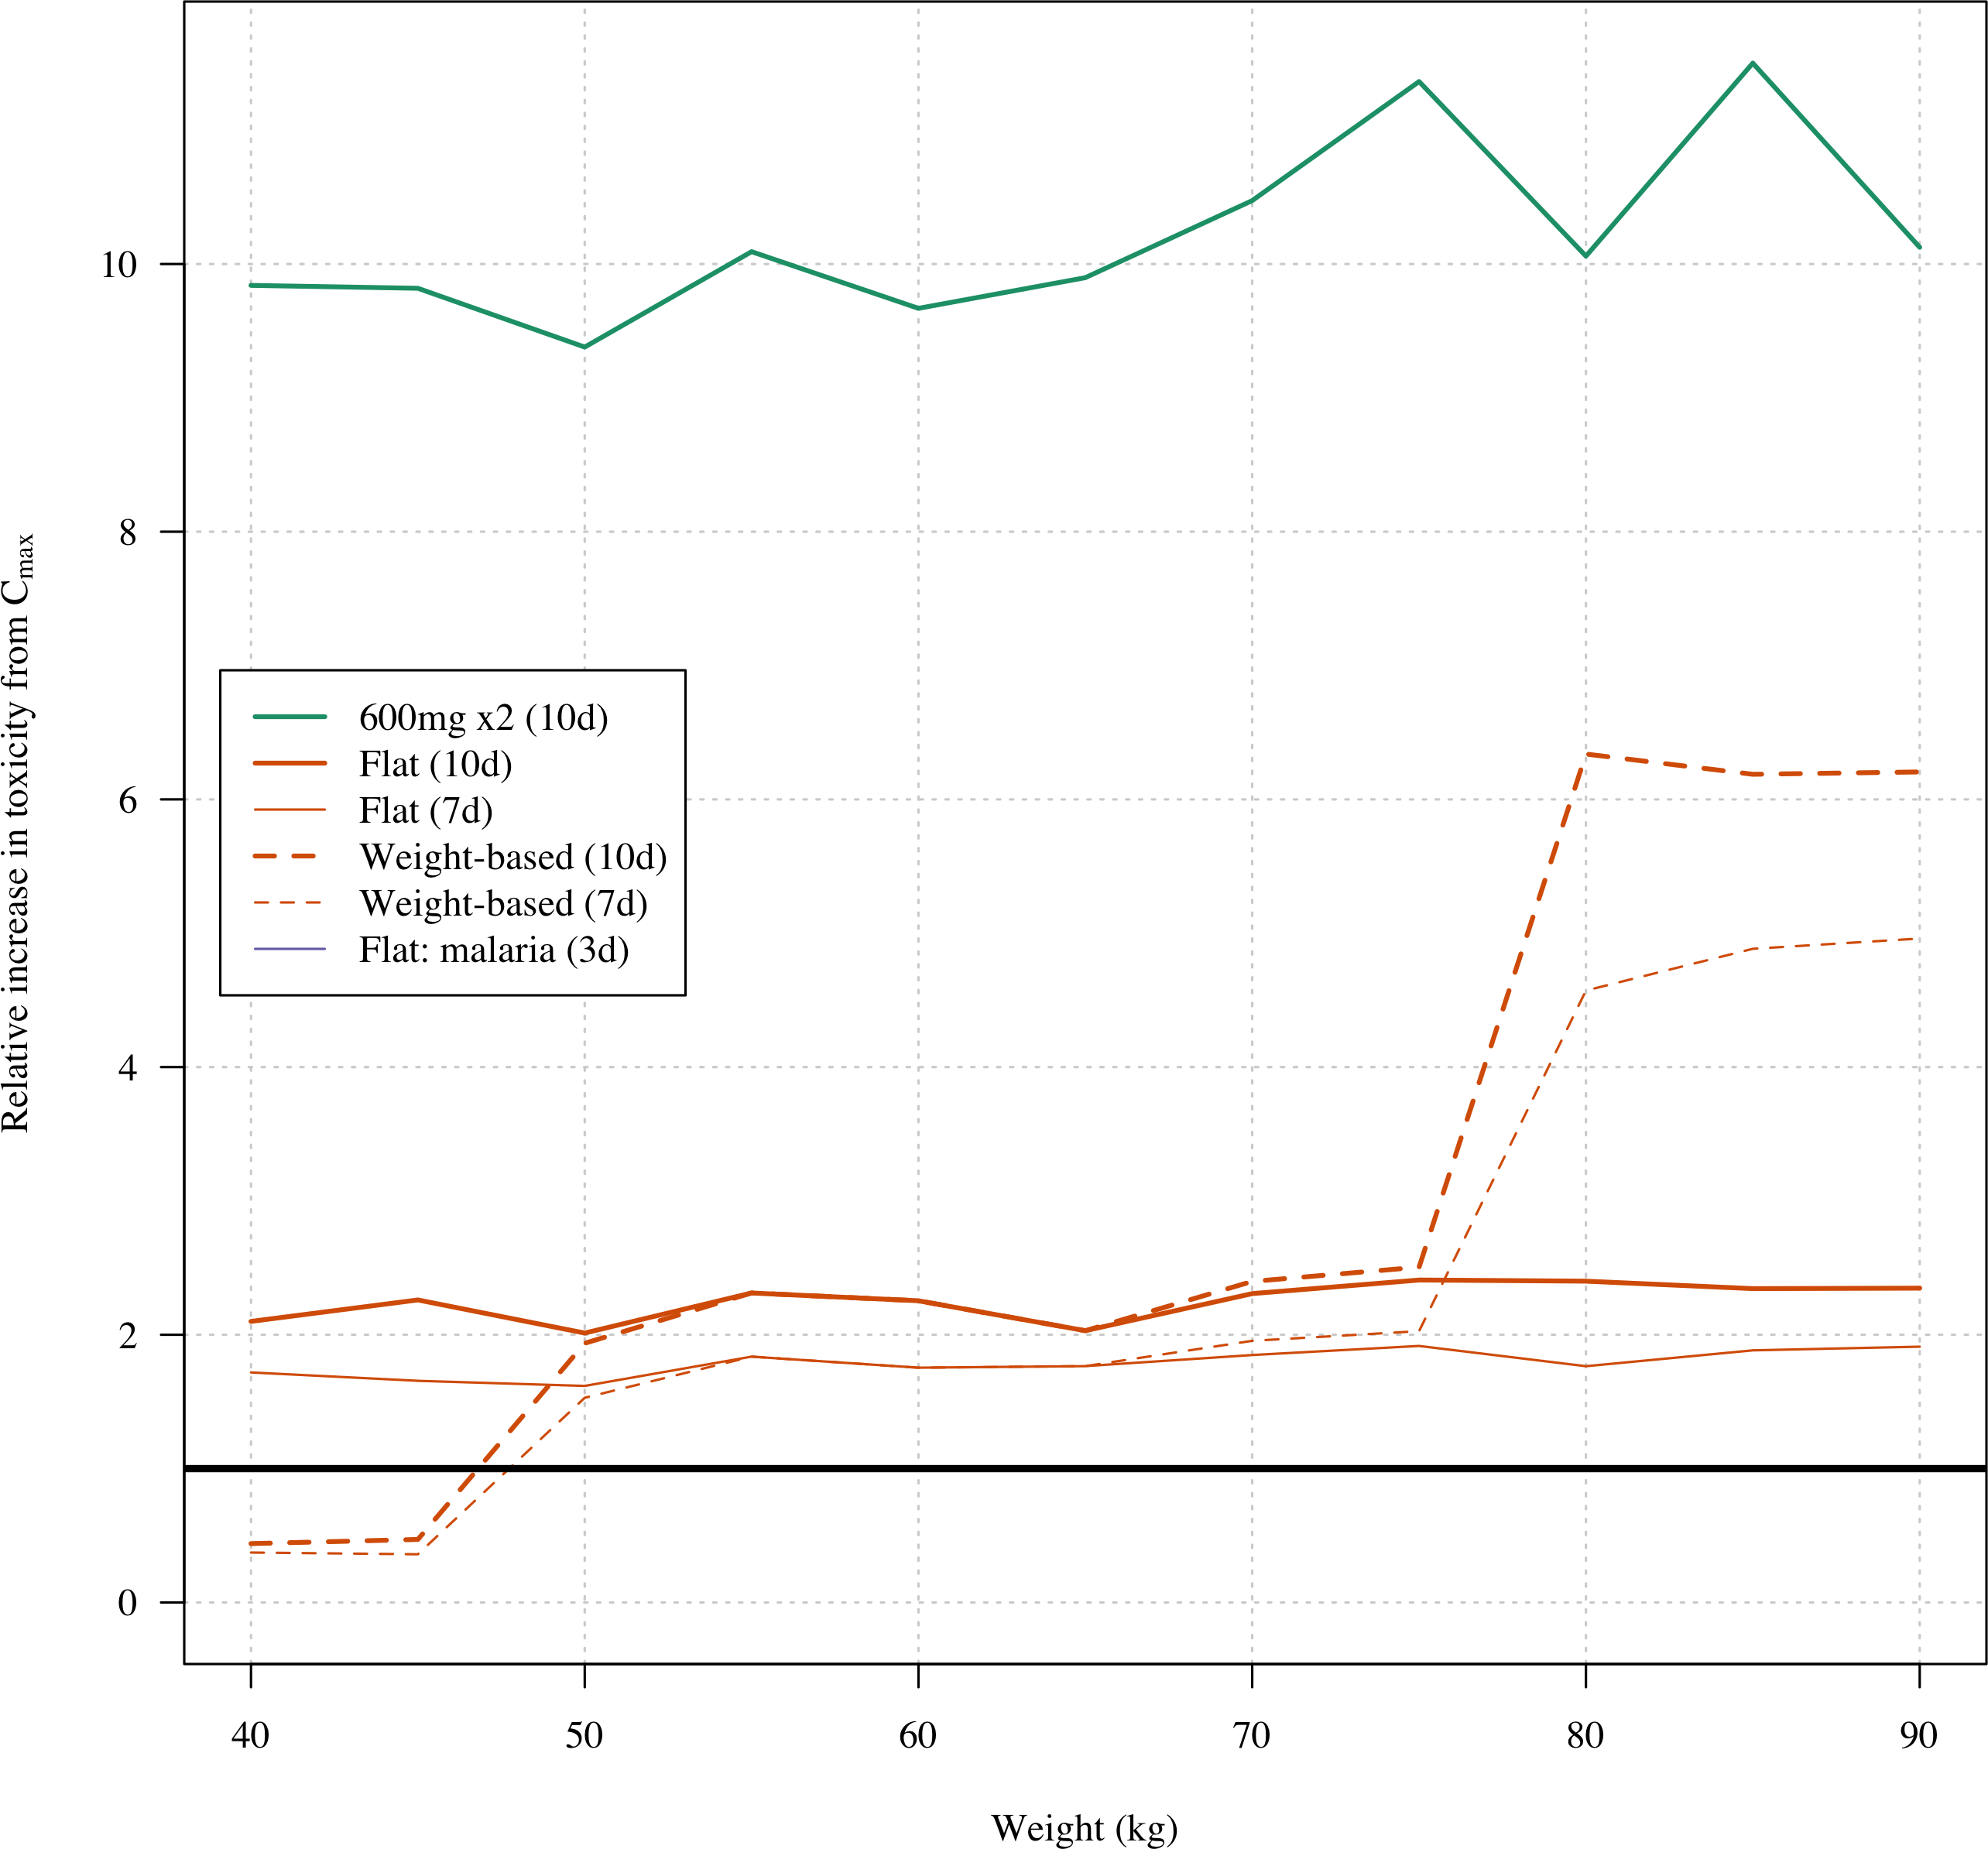 Relative increase in toxicity from Cmax
10
8
6
4
2
0
600mg x2 (10d)
Flat (10d)
Flat (7d)
Weight-based (10d)
Weight-based (7d)
Flat: malaria (3d)
40 50 60 70 80 90
Weight (kg)